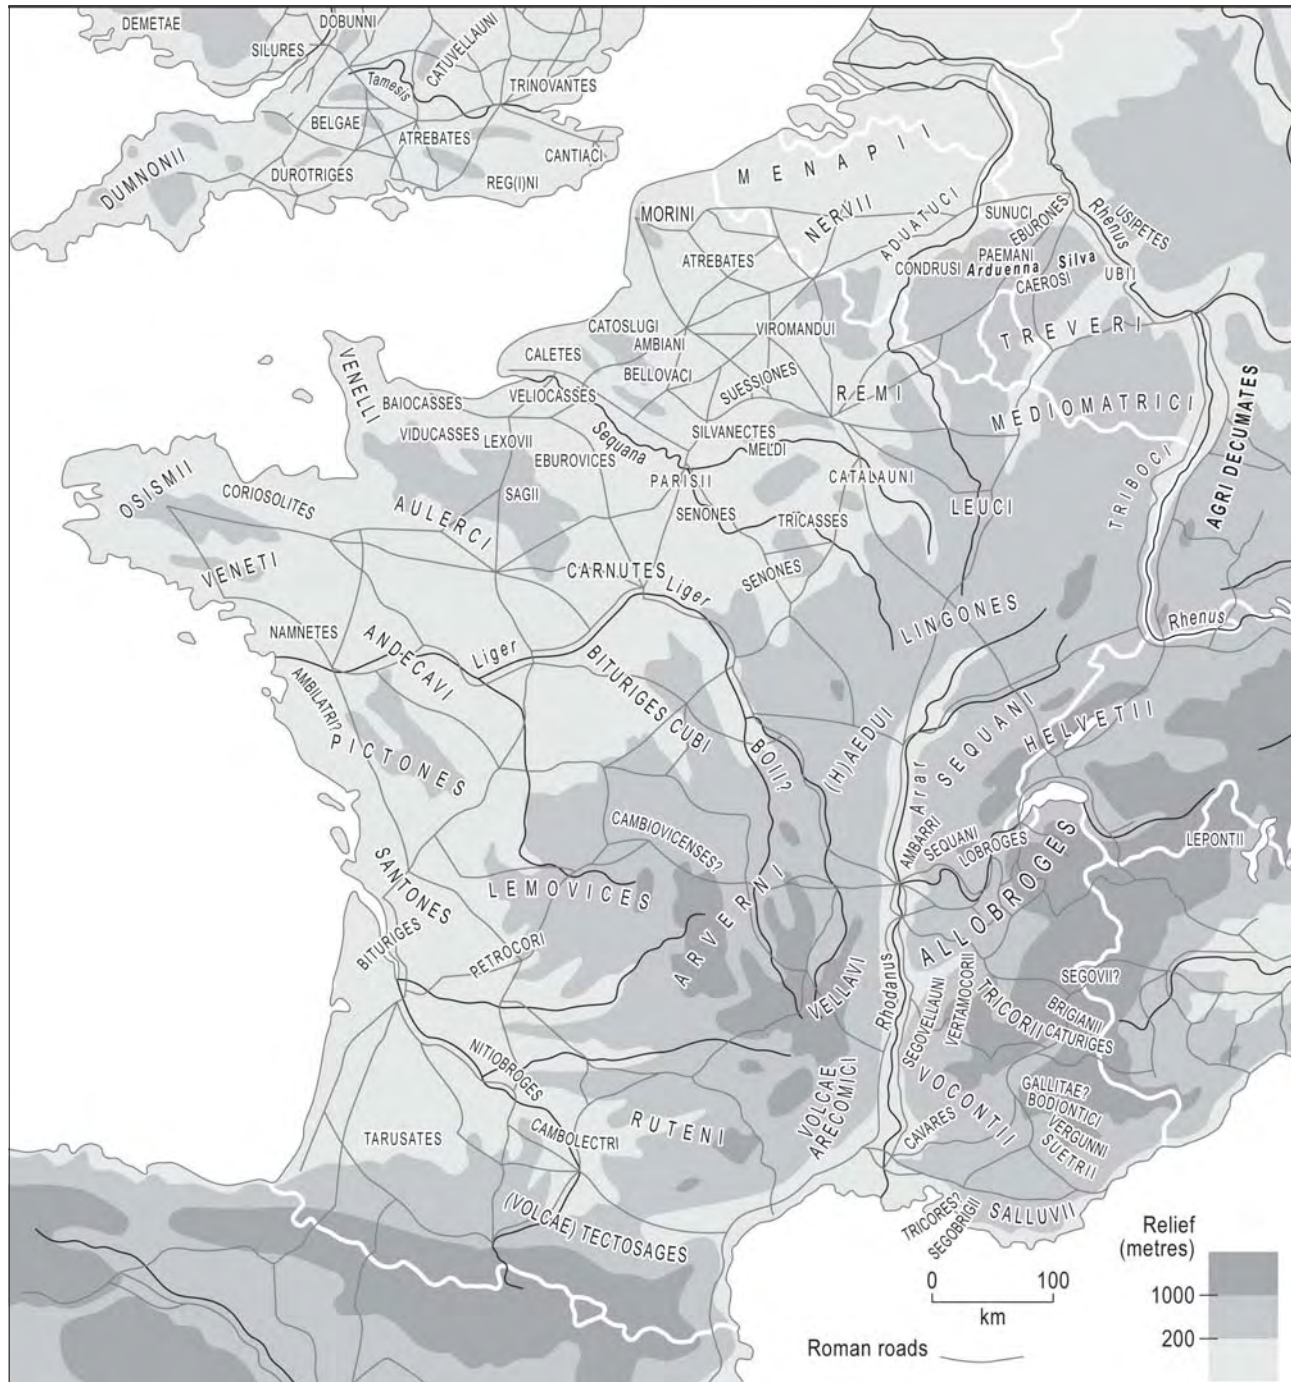 DEMETAE
DOBUNNI
SILURES
CATUVELLAUNI
Tamesis
TRINOVANTES
BELGAE
ATREBATES
CANTIACI
DUMNONII
DUROTRIGES
REG(I)NI
MENAPII
MORINI
NERVII
ADUATUCI
SUNUCI
EBURONES
Rhenus
USIPETES
ATREBATES
CONDRUSI
PAEMANI
Arduenna Silva
CAEROSI
UBII
CATOSLUGI
AMBIANI
VIROMANDUI
TREVERI
CALETES
BELLOVACI
SUESSIONES
REMI
VENELLI
BAIOCASSES
VELIOCASSES
MEDIOMATRICI
AGRI DECUMATES
VIDUCASSES
LEXOVII
Sequana
SILVANECTES
MELDI
EBUROVICES
PARISII
CATALAUNI
TRIBOCI
OSISMII
CORIOSOLITES
AULERCI
SAGII
SENONES
TRICASSES
LEUCI
VENETI
CARNUTES
Liger
SENONES
LINGONES
Rhenus
NAMNETES
ANDECAVI
Liger
BITURIGES CUBI
AMBILATRI?
PICTONES
BOII?
(H)AEDUI
Arar
SEQUANI
HELVETII
CAMBIOVICENSES?
AMBARRI
SEQUANI
LOBROGES
LEPONTII
SANTONES
LEMOVICES
ARVERNI
ALLOBROGES
BITURIGES
PETROCORI
VELLAVI
Rhodanus
SEGOVELLAUNI
VERTAMOCORII
TRICORII
SEGOVII?
BRIGIANII
CATURIGES
NITIOBROGES
VOLCAE
ARECOMICI
VOCONTII
GALLITAE?
BODIONTICI
VERGUNNI
SUETRII
TARUSATES
CAMBOLECTRI
RUTENI
CAVARES
(VOLCAE) TECTOSAGES
TRICORES?
SEGOBRIGII
SALLUVII
Relief
(metres)
0 100
km
1000
200
Roman roads